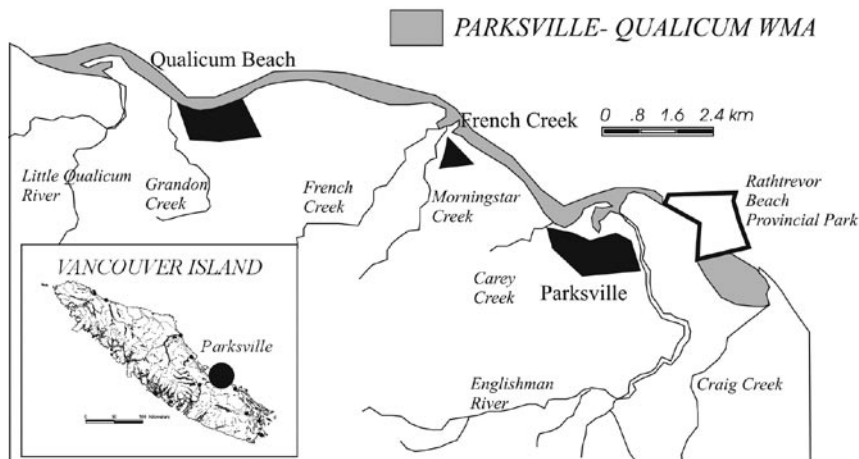 PARKSVILLE- QUALICUM WMA
Qualicum Beach
French Creek
0 .8 1.6 2.4 km
Little Qualicum
River
Grandon
Creek
French
Creek
Morningstar
Creek
Rathtrevor
Beach
Provincial Park
Carey
Creek
Parksville
Englishman
River
Craig Creek
VANCOUVER ISLAND
Parksville